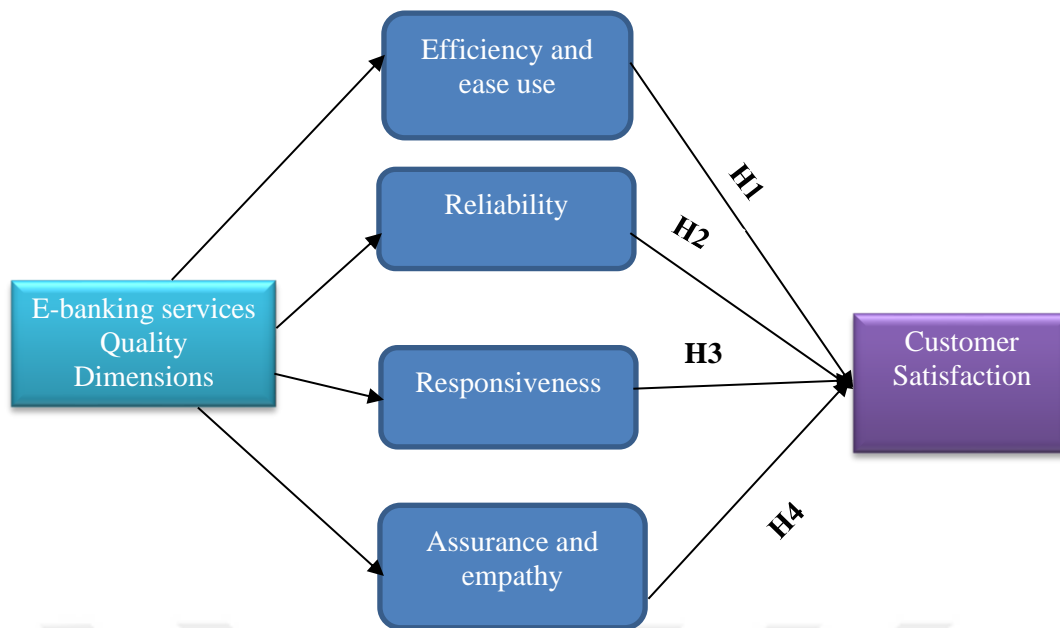 Efficiency and
ease use
H1
Reliability
H2
E-banking services
Quality
Dimensions
Responsiveness
H3
Customer
Satisfaction
Assurance and
empathy
H4